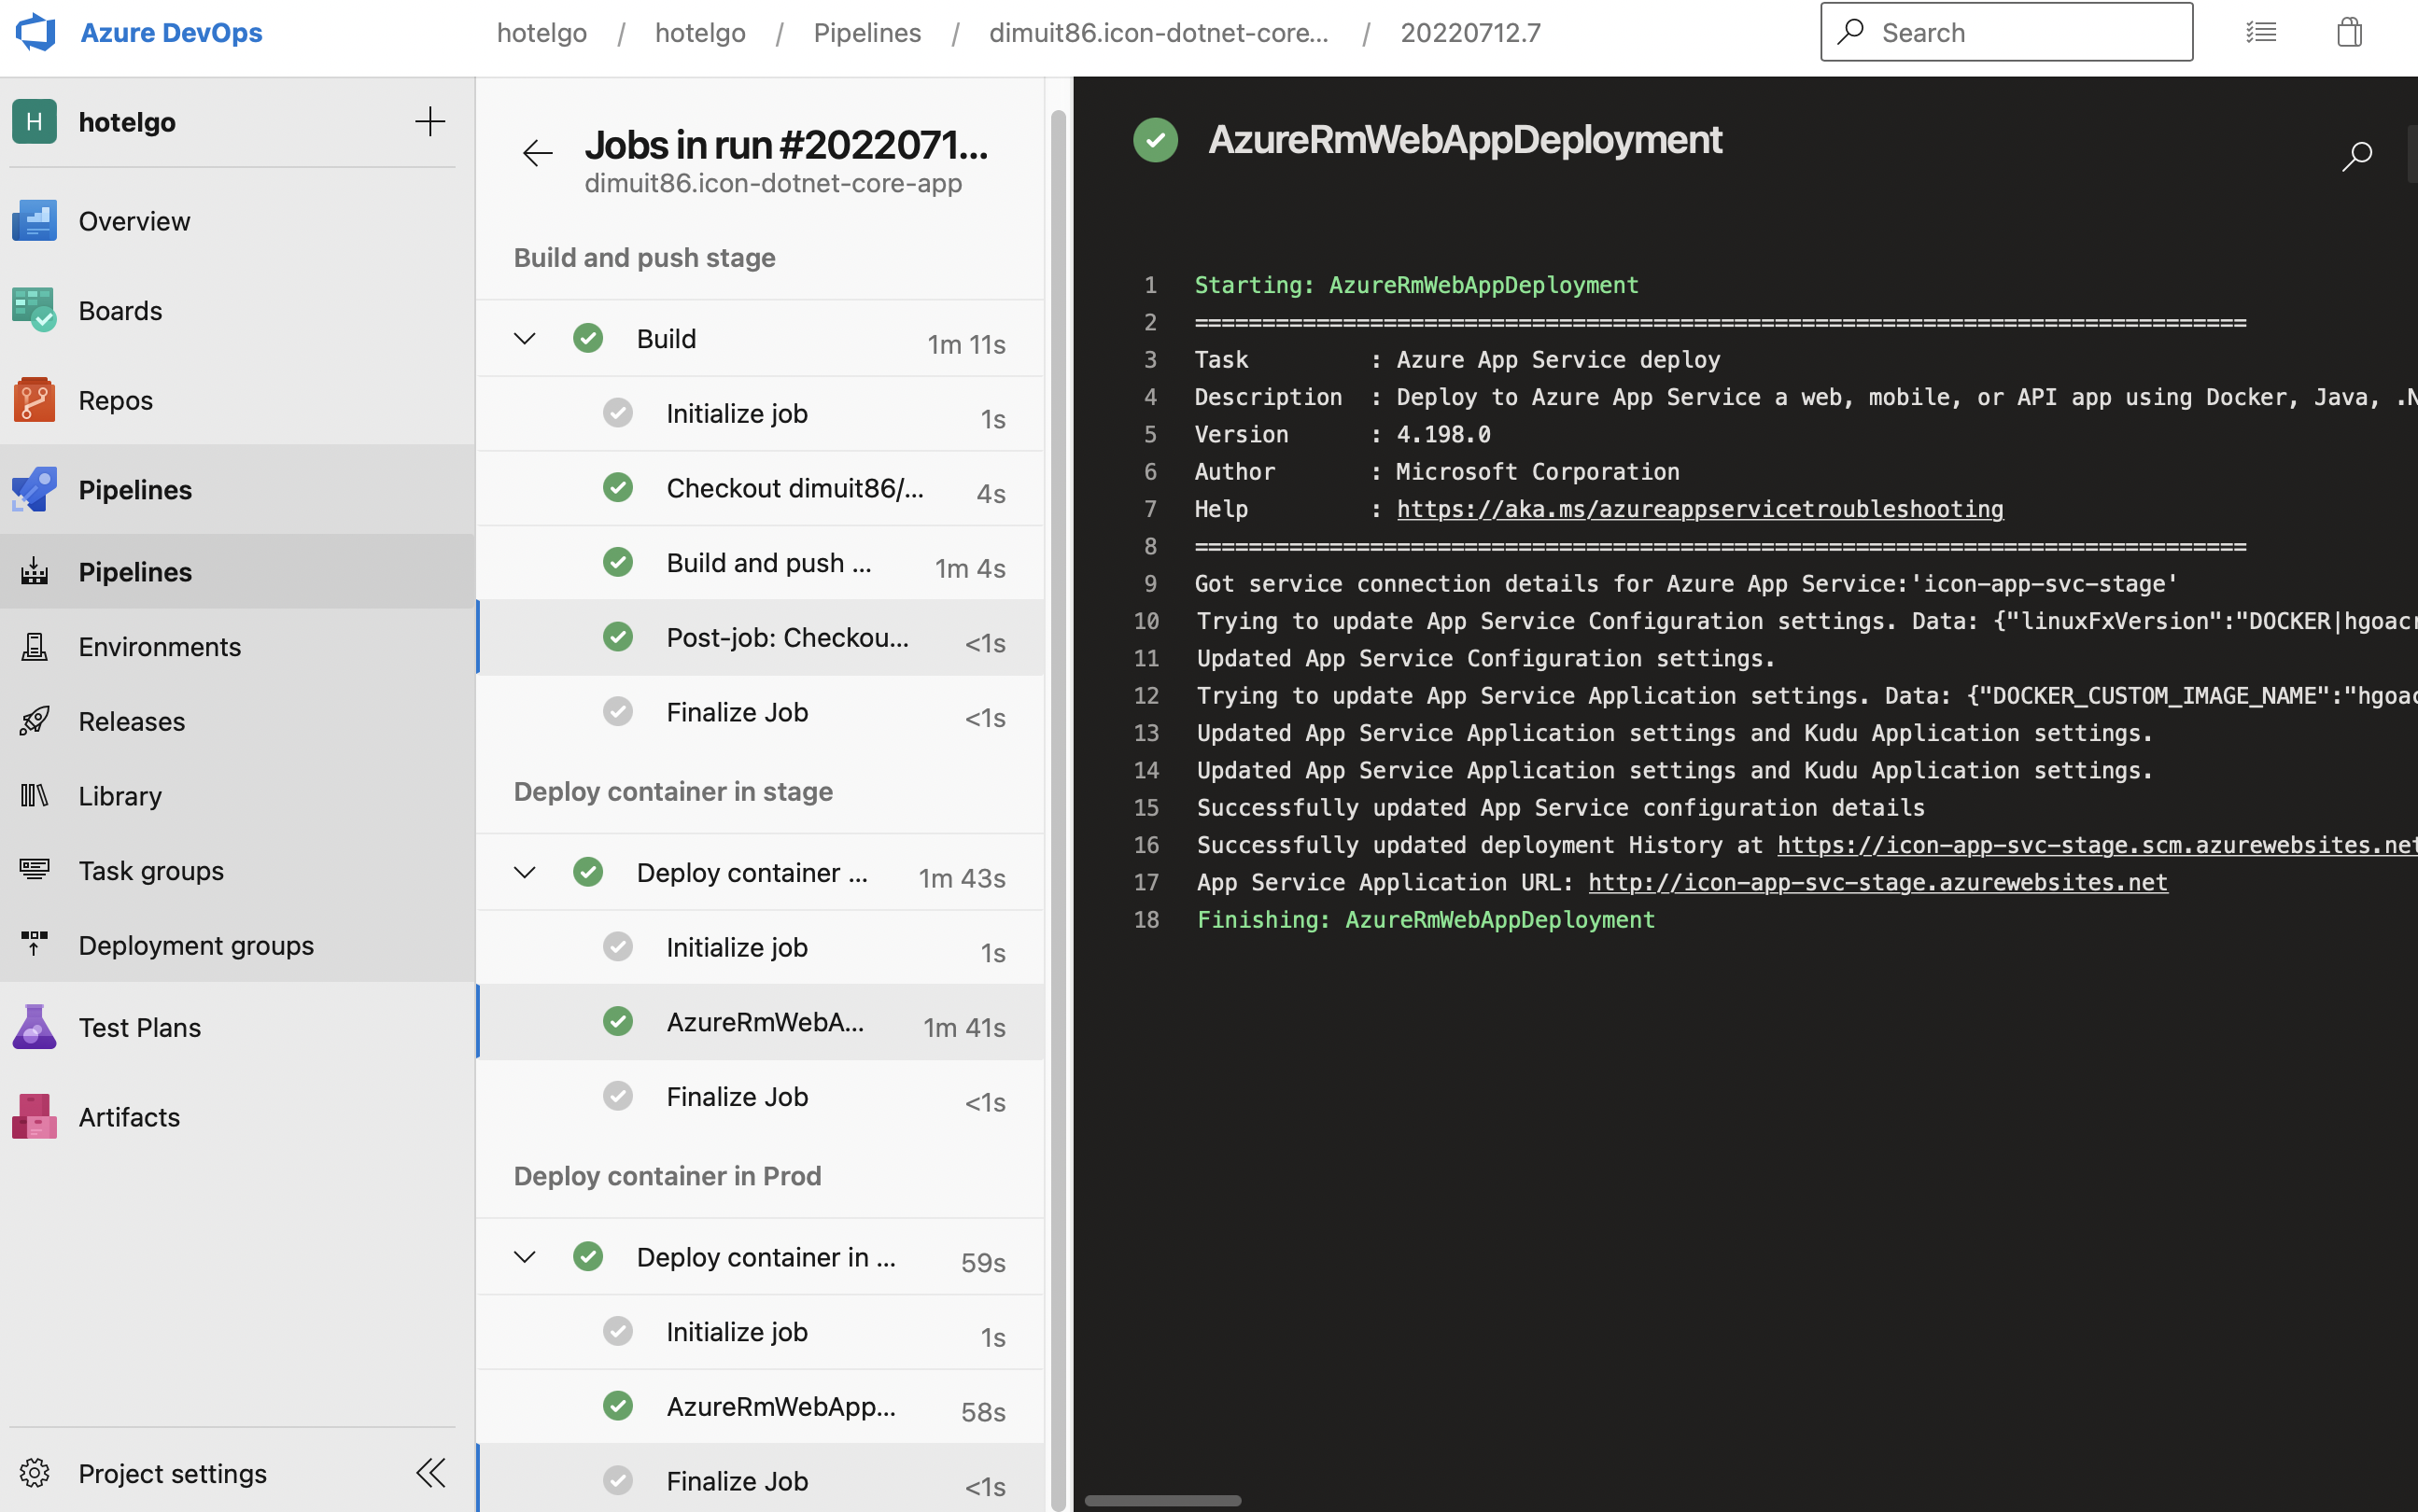 Azure DevOps
hotelgo / hotelgo / Pipelines / dimuit86.icon-dotnet-core... / 20220712.7
Search
H hotelgo
Overview
Boards
Repos
Pipelines
Pipelines
Environments
Releases
Library
Task groups
Deployment groups
Test Plans
Artifacts
Project settings
Jobs in run #2022071...
dimuit86.icon-dotnet-core-app
Build and push stage
Build 1m 11s
Initialize job 1s
Checkout dimuit86/... 4s
Build and push ... 1m 4s
Post-job: Checkou... <1s
Finalize Job <1s
Deploy container in stage
Deploy container ... 1m 43s
Initialize job 1s
AzureRmWebA... 1m 41s
Finalize Job <1s
Deploy container in Prod
Deploy container in ... 59s
Initialize job 1s
AzureRmWebApp... 58s
Finalize Job <1s
AzureRmWebAppDeployment
1 Starting: AzureRmWebAppDeployment
2 ==============================================================================
3 Task : Azure App Service deploy
4 Description : Deploy to Azure App Service a web, mobile, or API app using Docker, Java, .N
5 Version : 4.198.0
6 Author : Microsoft Corporation
7 Help : https://aka.ms/azureappservicetroubleshooting
8 ==============================================================================
9 Got service connection details for Azure App Service:'icon-app-svc-stage'
10 Trying to update App Service Configuration settings. Data: {"linuxFxVersion":"DOCKER|hgoacr
11 Updated App Service Configuration settings.
12 Trying to update App Service Application settings. Data: {"DOCKER_CUSTOM_IMAGE_NAME":"hgoac
13 Updated App Service Application settings and Kudu Application settings.
14 Updated App Service Application settings and Kudu Application settings.
15 Successfully updated App Service configuration details
16 Successfully updated deployment History at https://icon-app-svc-stage.scm.azurewebsites.net
17 App Service Application URL: http://icon-app-svc-stage.azurewebsites.net
18 Finishing: AzureRmWebAppDeployment